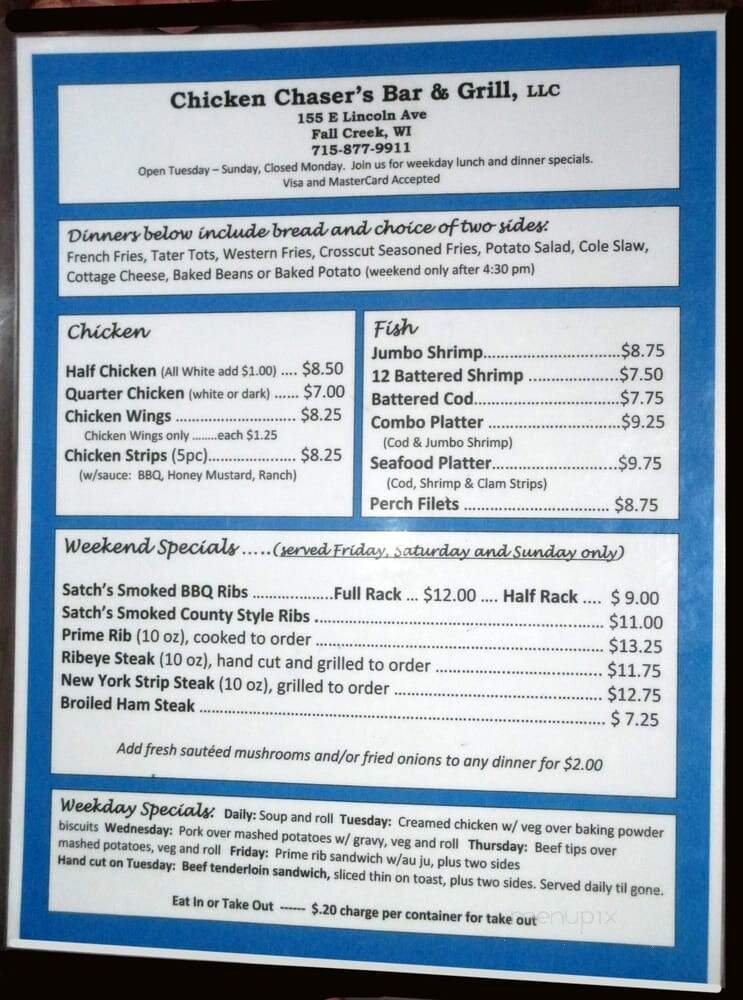 Chicken Chaser's Bar & Grill, LLC
155 E Lincoln Ave
Fall Creek, WI
715-877-9911
Open Tuesday – Sunday, Closed Monday. Join us for weekday lunch and dinner specials.
Visa and MasterCard Accepted
Dinners below include bread and choice of two sides:
French Fries, Tater Tots, Western Fries, Crosscut Seasoned Fries, Potato Salad, Cole Slaw,
Cottage Cheese, Baked Beans or Baked Potato (weekend only after 4:30 pm)
Chicken
Half Chicken (All White add $1.00) .... $8.50
Quarter Chicken (white or dark) ...... $7.00
Chicken Wings ............................ $8.25
Chicken Wings only ........each $1.25
Chicken Strips (5pc)..................... $8.25
(w/sauce: BBQ, Honey Mustard, Ranch)
Fish
Jumbo Shrimp..............................$8.75
12 Battered Shrimp ....................$7.50
Battered Cod................................$7.75
Combo Platter .............................$9.25
(Cod & Jumbo Shrimp)
Seafood Platter............................$9.75
(Cod, Shrimp & Clam Strips)
Perch Filets ................................ $8.75
Weekend Specials .....(served Friday, Saturday and Sunday only)
Satch's Smoked BBQ Ribs ...................Full Rack ... $12.00 .... Half Rack .... $ 9.00
Satch's Smoked County Style Ribs ................................................................ $11.00
Prime Rib (10 oz), cooked to order ................................................................ $13.25
Ribeye Steak (10 oz), hand cut and grilled to order ...................................... $11.75
New York Strip Steak (10 oz), grilled to order ............................................... $12.75
Broiled Ham Steak ......................................................................................... $ 7.25
Add fresh sautéed mushrooms and/or fried onions to any dinner for $2.00
Weekday Specials: Daily: Soup and roll Tuesday: Creamed chicken w/ veg over baking powder
biscuits Wednesday: Pork over mashed potatoes w/ gravy, veg and roll Thursday: Beef tips over
mashed potatoes, veg and roll Friday: Prime rib sandwich w/au ju, plus two sides
Hand cut on Tuesday: Beef tenderloin sandwich, sliced thin on toast, plus two sides. Served daily til gone.
Eat In or Take Out ------ $.20 charge per container for take out
menupix